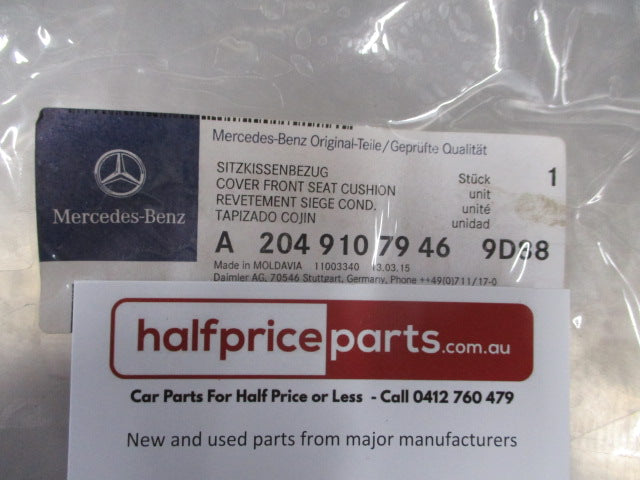 Mercedes-Benz Original-Teile/Geprüfte Qualität
Mercedes-Benz
SITZKISSENBEZUG
COVER FRONT SEAT CUSHION
REVETEMENT SIEGE COND.
TAPIZADO COJIN
Stück 1
unit
unité
unidad
A 204 910 79 46 9D88
Made in MOLDAVIA 11003340 13.03.15
Daimler AG, 70546 Stuttgart, Germany, Phone ++49(0)711/17-0
halfpriceparts.com.au
Car Parts For Half Price or Less - Call 0412 760 479
New and used parts from major manufacturers